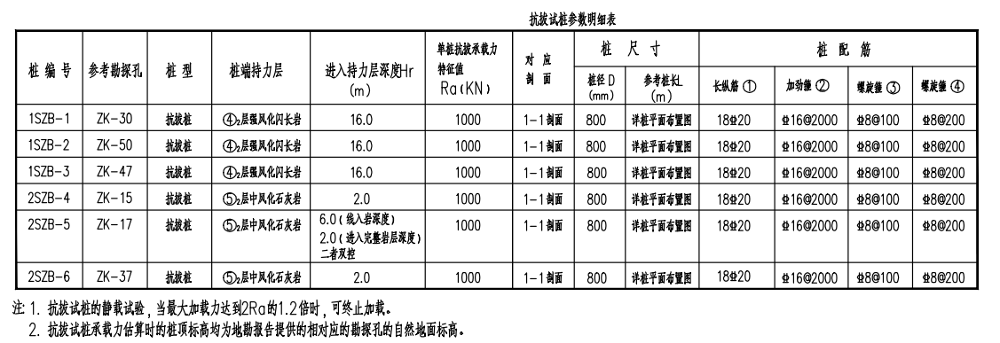 抗拔试桩参数明细表
桩 编 号 参考勘探孔 桩 型 桩端持力层 进入持力层深度Hr (m) 单桩抗拔承载力特征值 Ra(KN) 对 应 剖 面 桩 尺 寸 桩 配 筋
桩径D (mm) 参考桩长L (m) 长纵筋① 加劲箍② 螺旋箍③ 螺旋箍④
1SZB-1 ZK-30 抗拔桩 ④₂层强风化闪长岩 16.0 1000 1-1剖面 800 详桩平面布置图 18Φ20 Φ16@2000 Φ8@100 Φ8@200
1SZB-2 ZK-50 抗拔桩 ④₂层强风化闪长岩 16.0 1000 1-1剖面 800 详桩平面布置图 18Φ20 Φ16@2000 Φ8@100 Φ8@200
1SZB-3 ZK-47 抗拔桩 ④₂层强风化闪长岩 16.0 1000 1-1剖面 800 详桩平面布置图 18Φ20 Φ16@2000 Φ8@100 Φ8@200
2SZB-4 ZK-15 抗拔桩 ⑤₂层中风化石灰岩 2.0 1000 1-1剖面 800 详桩平面布置图 18Φ20 Φ16@2000 Φ8@100 Φ8@200
2SZB-5 ZK-17 抗拔桩 ⑤₂层中风化石灰岩 6.0(线入岩深度) 2.0(进入完整岩层深度) 二者双控 1000 1-1剖面 800 详桩平面布置图 18Φ20 Φ16@2000 Φ8@100 Φ8@200
2SZB-6 ZK-37 抗拔桩 ⑤₂层中风化石灰岩 2.0 1000 1-1剖面 800 详桩平面布置图 18Φ20 Φ16@2000 Φ8@100 Φ8@200
注 1. 抗拔试桩的静载试验,当最大加载力达到2Ra的1.2倍时,可终止加载。
2. 抗拔试桩承载力估算时的桩顶标高均为地勘报告提供的相对应的勘探孔的自然地面标高。